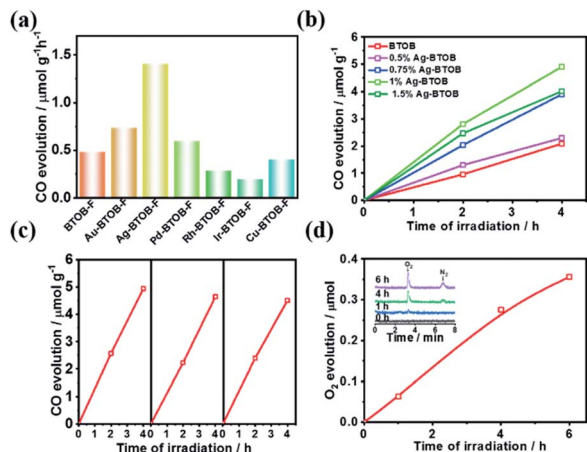 (a)
CO evolution / μmol g⁻¹h⁻¹
1.5
1.0
0.5
0.0
BTOB-F
Au-BTOB-F
Ag-BTOB-F
Pd-BTOB-F
Rh-BTOB-F
Ir-BTOB-F
Cu-BTOB-F
(b)
CO evolution / μmol g⁻¹
5
4
3
2
1
0
BTOB
0.5% Ag-BTOB
0.75% Ag-BTOB
1% Ag-BTOB
1.5% Ag-BTOB
0 1 2 3 4
Time of irradiation / h
(c)
CO evolution / μmol g⁻¹
6
5
4
3
2
1
0
0 1 2 3 40 1 2 3 40 1 2 3 4
Time of irradiation / h
(d)
O₂ evolution / μmol
0.4
0.3
0.2
0.1
0.0
O₂
N₂
6 h
4 h
1 h
0 h
0 2 4 6 8
Time / min
0 2 4 6
Time of irradiation / h